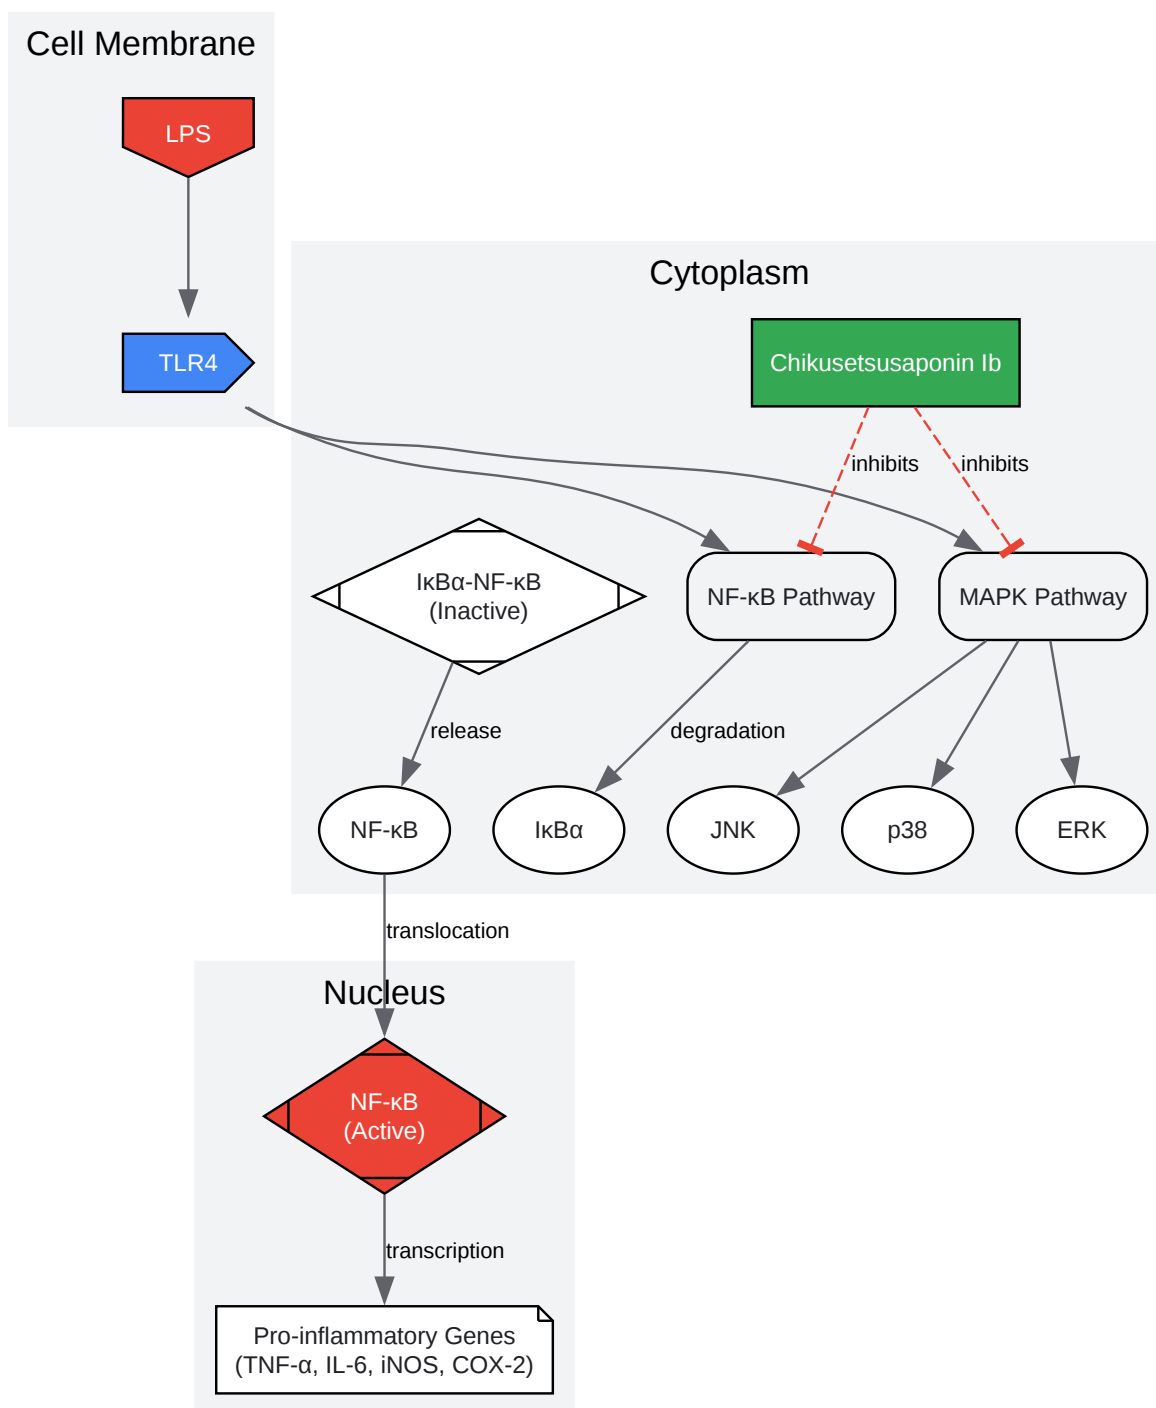 Cell Membrane
LPS
TLR4
Cytoplasm
Chikusetsusaponin Ib
inhibits
inhibits
IκBα-NF-κB
(Inactive)
NF-κB Pathway
MAPK Pathway
release
degradation
NF-κB
IκBα
JNK
p38
ERK
translocation
Nucleus
NF-κB
(Active)
transcription
Pro-inflammatory Genes
(TNF-α, IL-6, iNOS, COX-2)